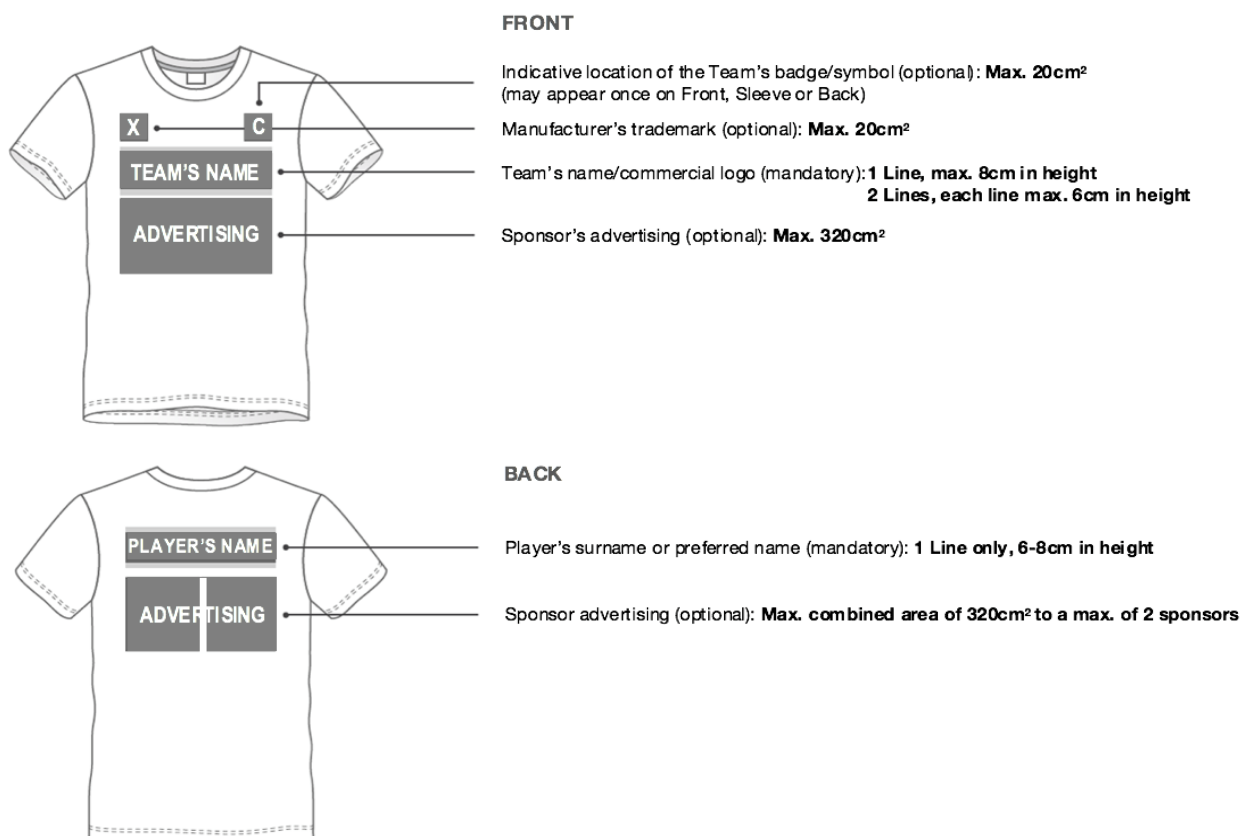 FRONT
Indicative location of the Team's badge/symbol (optional): Max. 20cm²
(may appear once on Front, Sleeve or Back)
X
C
Manufacturer's trademark (optional): Max. 20cm²
TEAM'S NAME
Team's name/commercial logo (mandatory): 1 Line, max. 8cm in height
2 Lines, each line max. 6cm in height
ADVERTISING
Sponsor's advertising (optional): Max. 320cm²
BACK
PLAYER'S NAME
Player's surname or preferred name (mandatory): 1 Line only, 6-8cm in height
ADVERTISING
Sponsor advertising (optional): Max. combined area of 320cm² to a max. of 2 sponsors